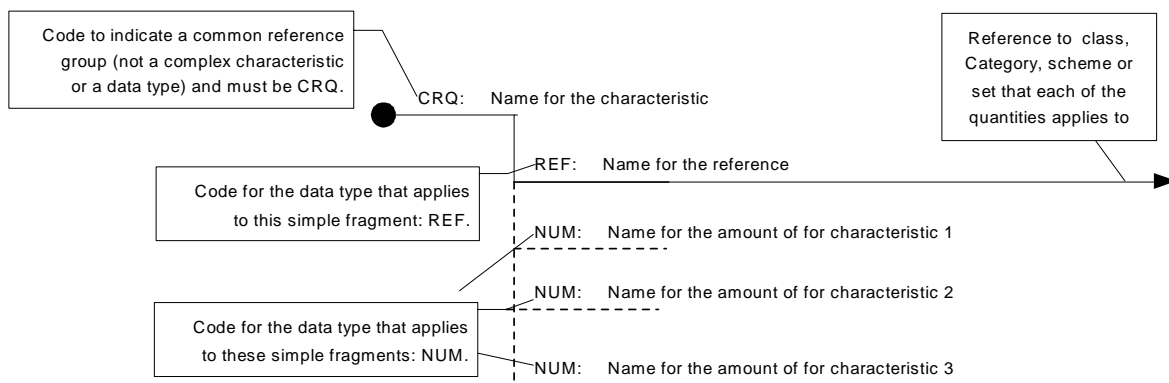 Code to indicate a common reference
group (not a complex characteristic
or a data type) and must be CRQ.
Reference to class,
Category, scheme or
set that each of the
quantities applies to
CRQ: Name for the characteristic
REF: Name for the reference
Code for the data type that applies
to this simple fragment: REF.
NUM: Name for the amount of for characteristic 1
NUM: Name for the amount of for characteristic 2
Code for the data type that applies
to these simple fragments: NUM.
NUM: Name for the amount of for characteristic 3